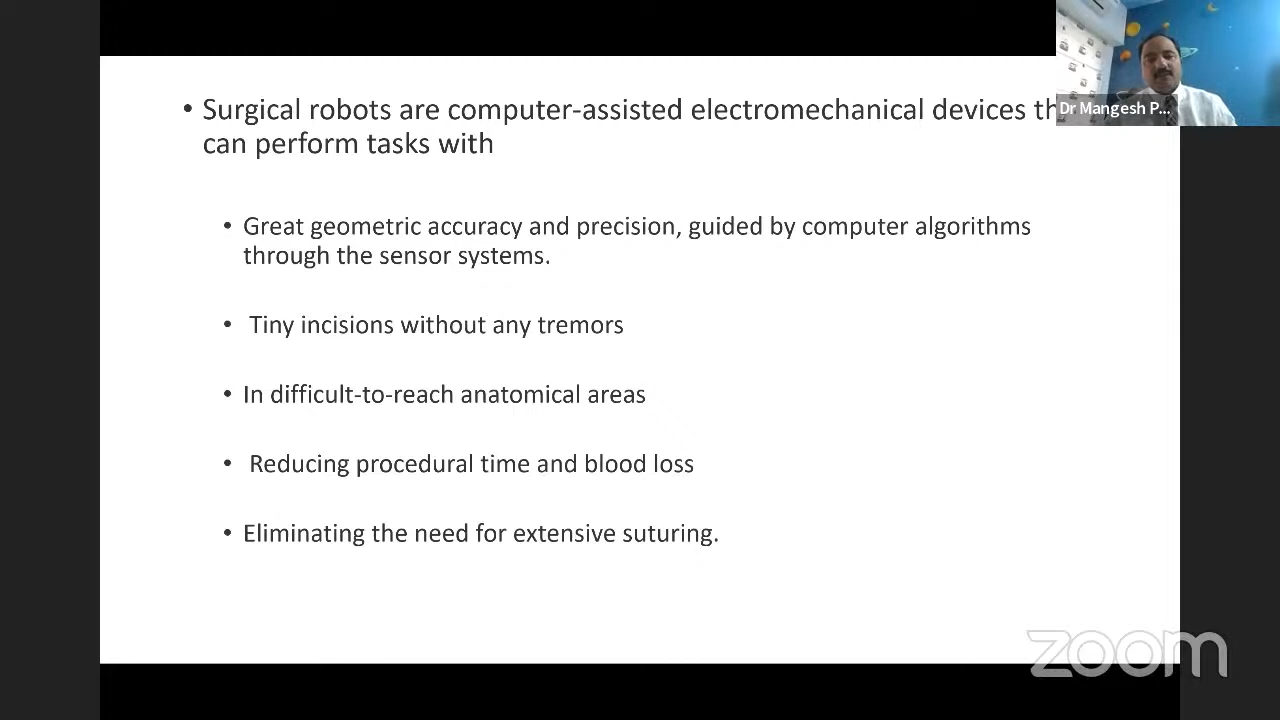 • Surgical robots are computer-assisted electromechanical devices
can perform tasks with
• Great geometric accuracy and precision, guided by computer algorithms
through the sensor systems.
• Tiny incisions without any tremors
• In difficult-to-reach anatomical areas
• Reducing procedural time and blood loss
• Eliminating the need for extensive suturing.
Dr Mangesh P...
zoom